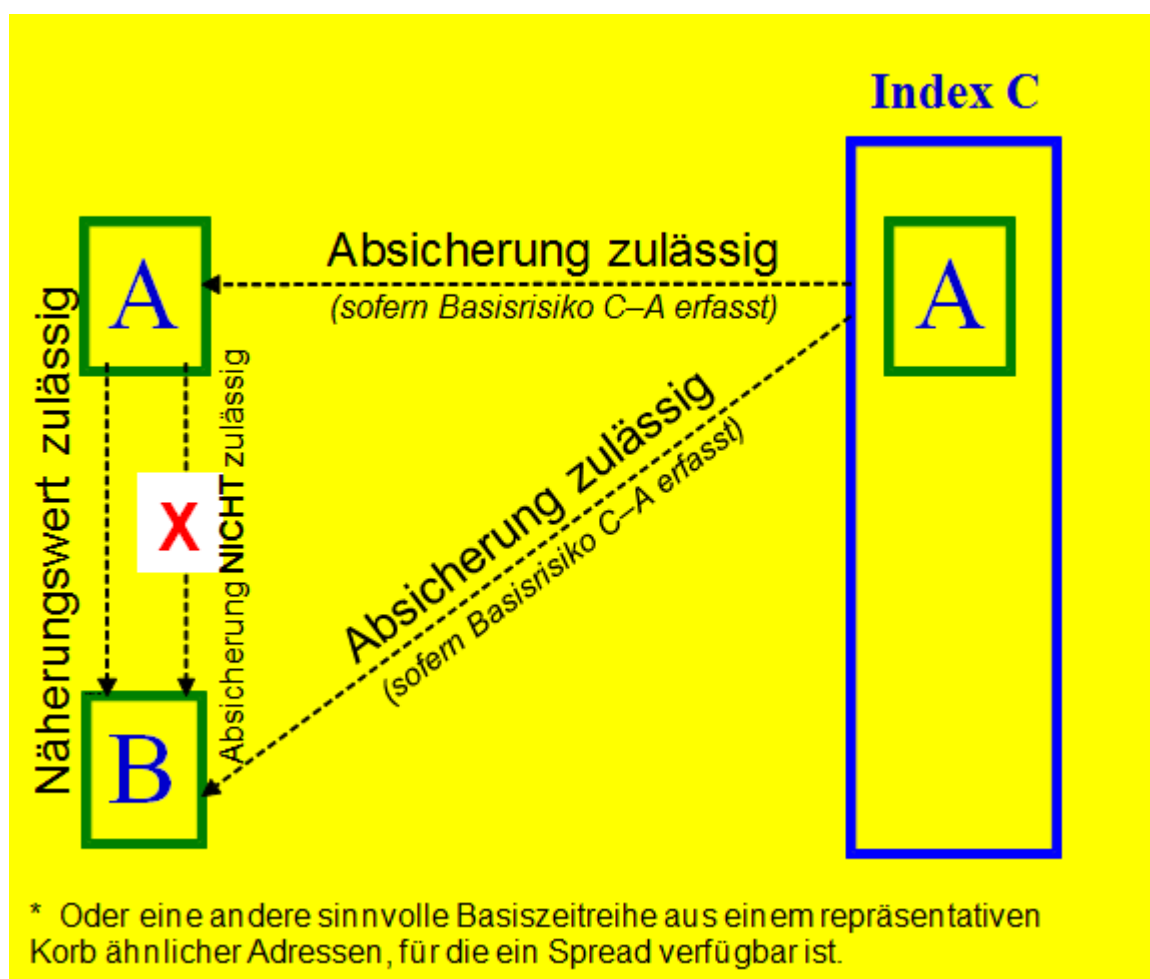 Index C
A
Absicherung zulässig
(sofern Basisrisiko C–A erfasst)
A
Näherungswert zulässig
Absicherung NICHT zulässig
X
Absicherung zulässig
(sofern Basisrisiko C–A erfasst)
B
* Oder eine andere sinnvolle Basiszeitreihe aus einem repräsentativen
Korb ähnlicher Adressen, für die ein Spread verfügbar ist.